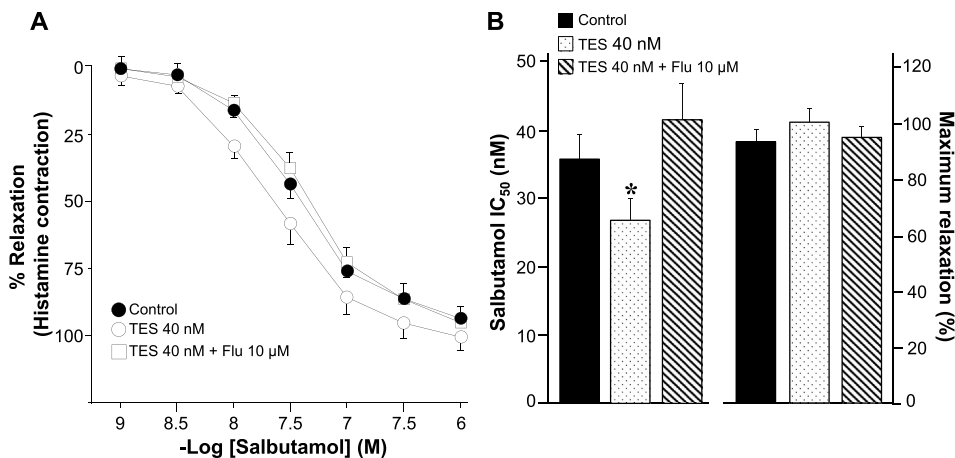 A
% Relaxation
(Histamine contraction)
0
25
50
75
100
Control
TES 40 nM
TES 40 nM + Flu 10 µM
9 8.5 8 7.5 7 7.5 6
-Log [Salbutamol] (M)
B
Control
TES 40 nM
TES 40 nM + Flu 10 µM
Salbutamol IC50 (nM)
50
40
30
20
10
0
*
120
100
80
60
40
20
0
Maximum relaxation
(%)